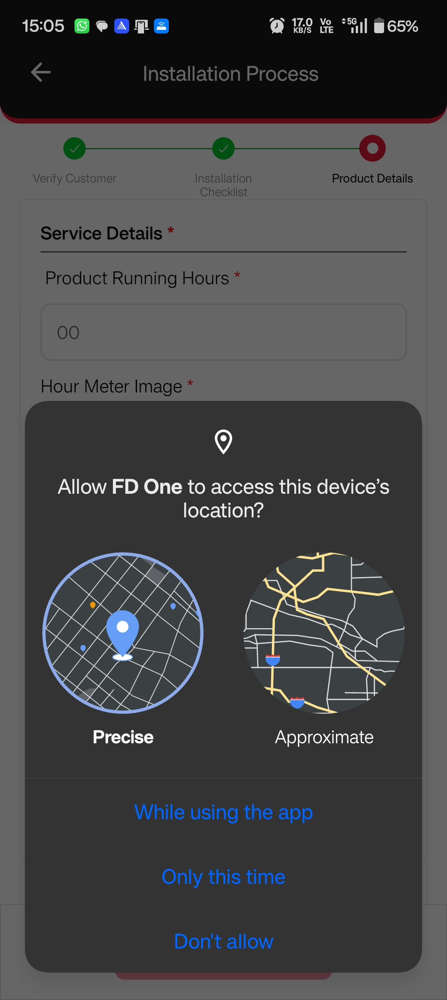 15:05 17.0 KB/S Vo LTE 5G 65%
Installation Process
Verify Customer
Installation Checklist
Product Details
Service Details *
Product Running Hours *
00
Hour Meter Image *
Allow FD One to access this device's
location?
Precise
Approximate
While using the app
Only this time
Don't allow